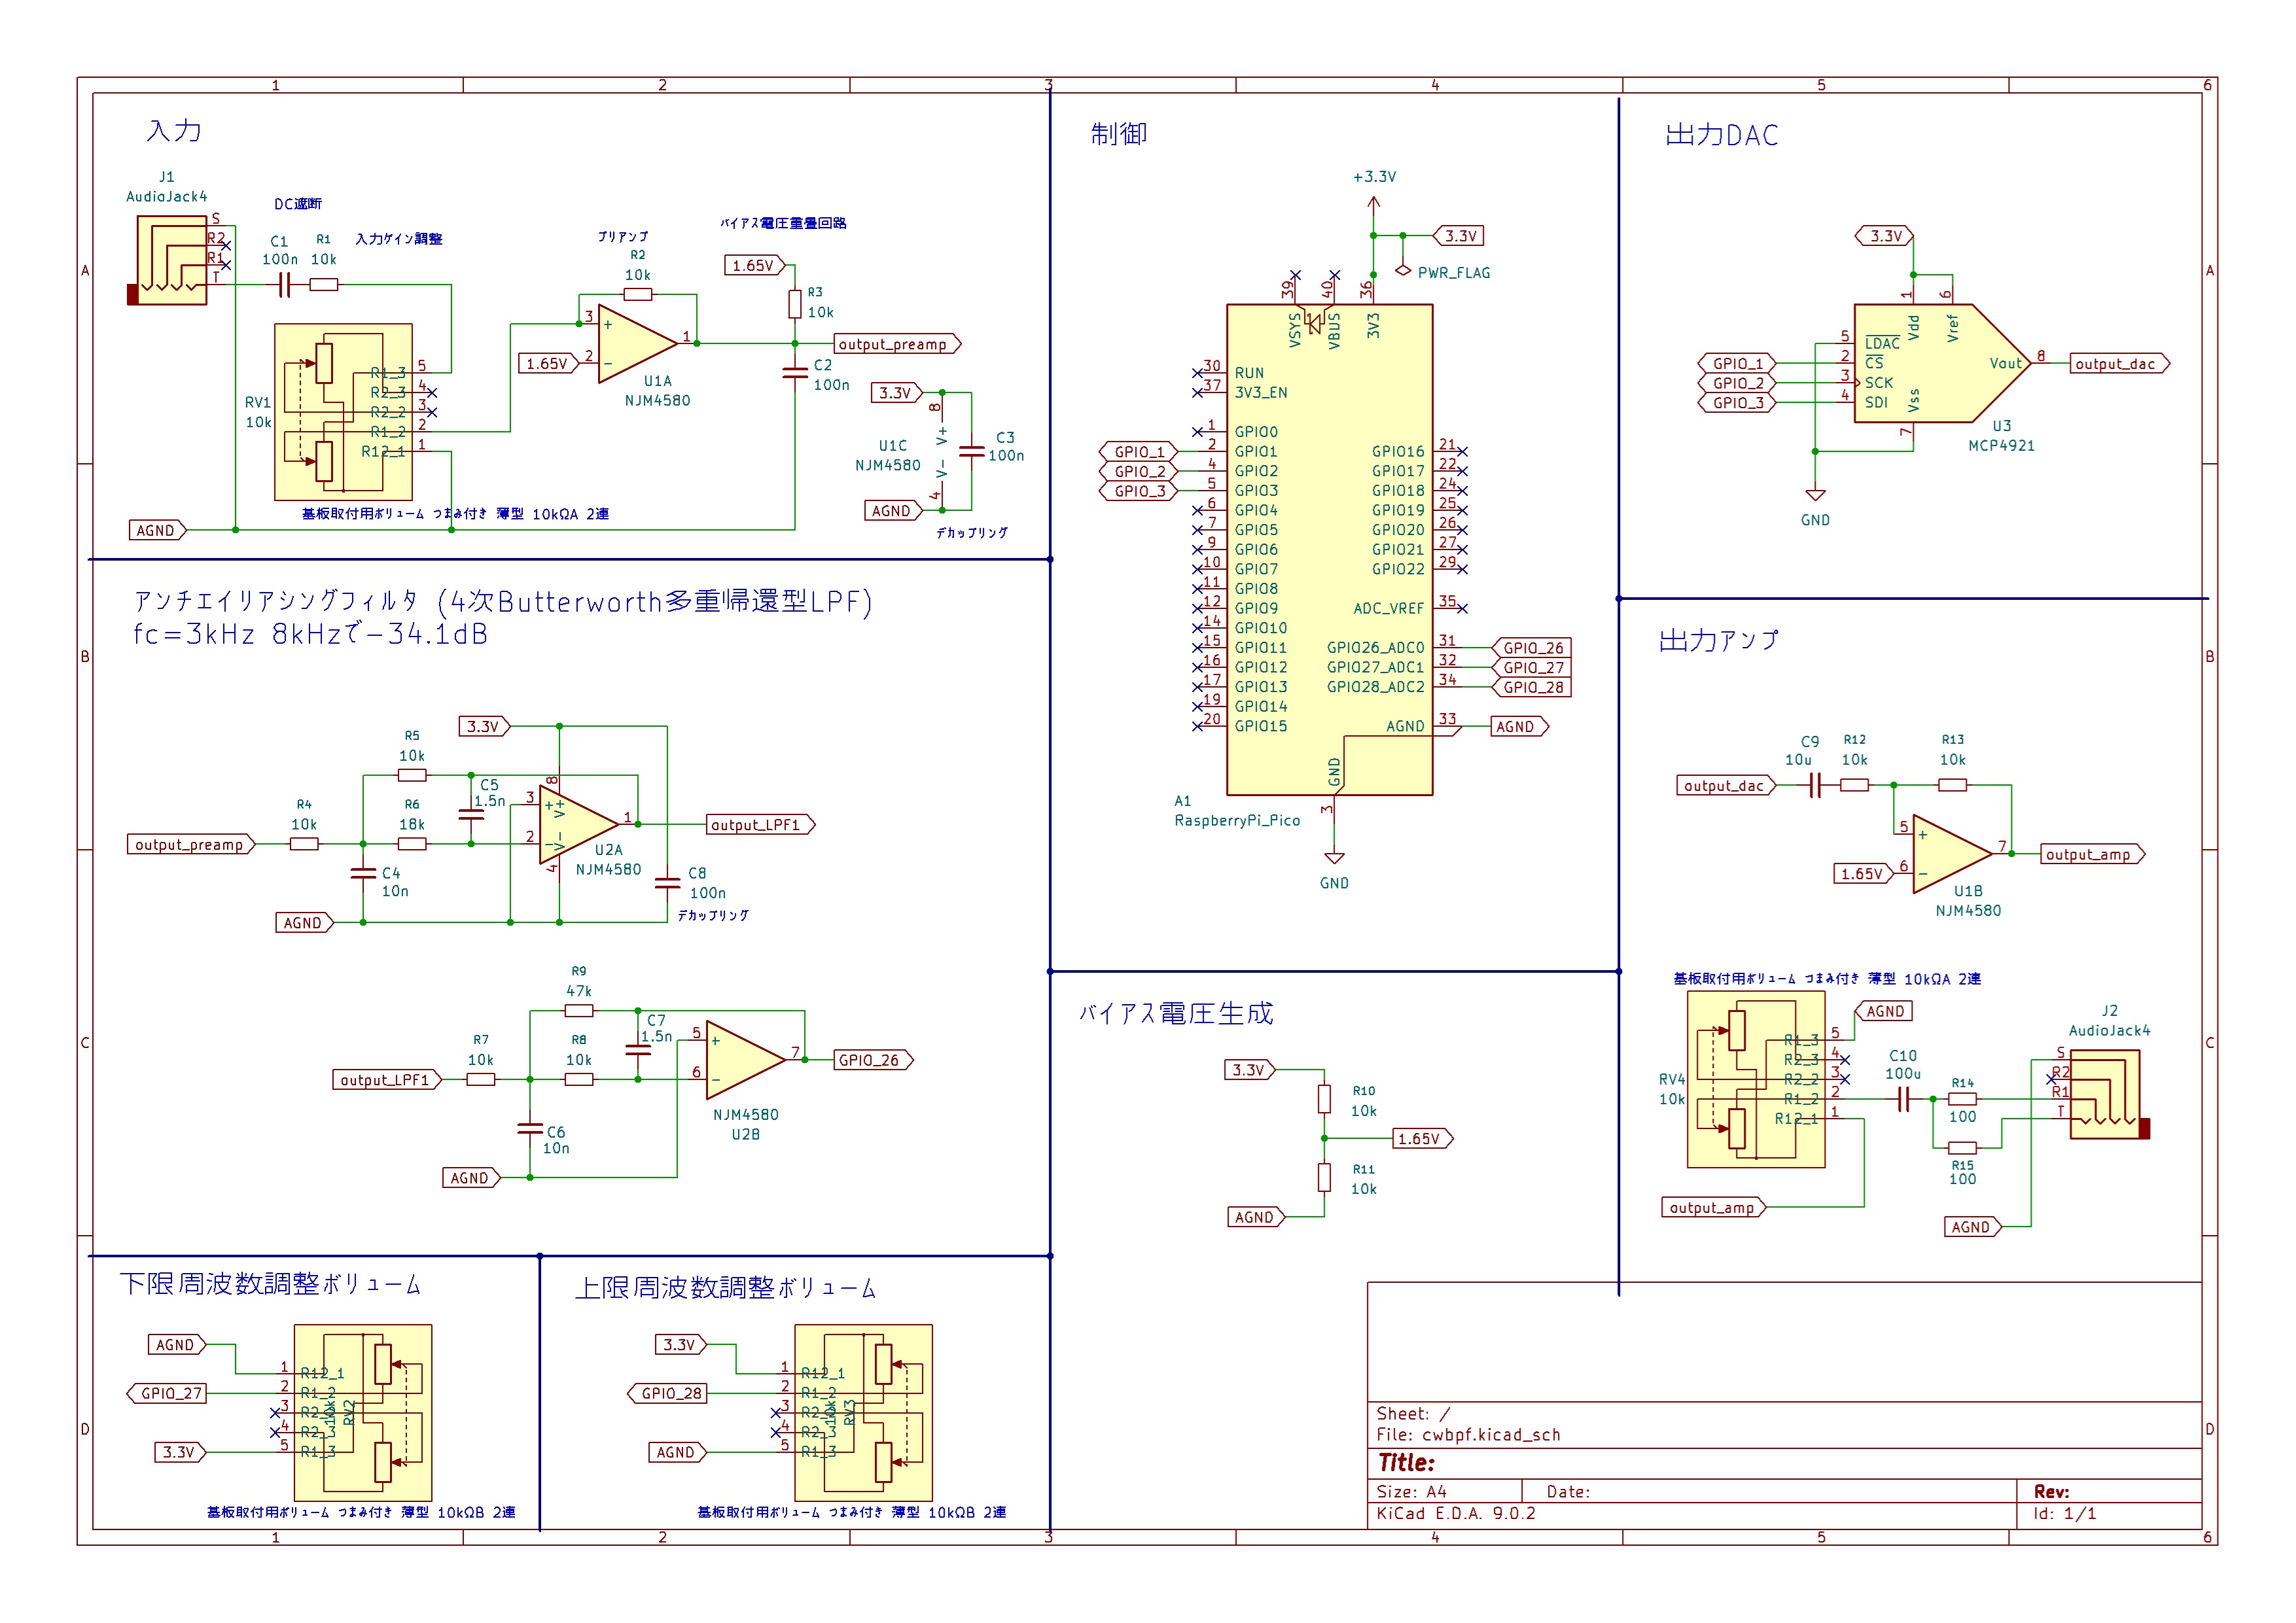 1
2
3
4
5
6
A
B
C
D
入力
J1
AudioJack4
S
R2
R1
T
DC遮断
C1
100n
R1
10k
入力ゲイン調整
プリアンプ
R2
10k
バイアス電圧重畳回路
1.65V
R3
10k
3
+
1.65V
2
−
1
U1A
NJM4580
output_preamp
C2
100n
RV1
10k
R1_3
5
R2_3
4
R2_2
3
R1_2
2
R12_1
1
基板取付用ボリューム つまみ付き 薄型 10kΩA 2連
AGND
3.3V
8
V+
U1C
NJM4580
V-
4
AGND
C3
100n
デカップリング
アンチエイリアシングフィルタ (4次Butterworth多重帰還型LPF)
fc=3kHz 8kHzで-34.1dB
3.3V
R5
10k
C5
1.5n
R4
10k
R6
18k
output_preamp
C4
10n
3
+
2
−
8
V+
V-
4
1
U2A
NJM4580
output_LPF1
C8
100n
デカップリング
AGND
R9
47k
C7
1.5n
R7
10k
R8
10k
output_LPF1
C6
10n
5
+
6
−
7
NJM4580
U2B
GPIO_26
AGND
下限周波数調整ボリューム
AGND
GPIO_27
3.3V
1
R12_1
2
R1_2
3
R2_2
4
R2_3
5
R1_3
10k
RV2
基板取付用ボリューム つまみ付き 薄型 10kΩB 2連
上限周波数調整ボリューム
3.3V
GPIO_28
AGND
1
R12_1
2
R1_2
3
R2_2
4
R2_3
5
R1_3
10k
RV3
基板取付用ボリューム つまみ付き 薄型 10kΩB 2連
制御
+3.3V
3.3V
PWR_FLAG
39
VSYS
40
VBUS
36
3V3
30
RUN
37
3V3_EN
1
GPIO0
GPIO_1
2
GPIO1
GPIO_2
4
GPIO2
GPIO_3
5
GPIO3
6
GPIO4
7
GPIO5
9
GPIO6
10
GPIO7
11
GPIO8
12
GPIO9
14
GPIO10
15
GPIO11
16
GPIO12
17
GPIO13
19
GPIO14
20
GPIO15
GPIO16
21
GPIO17
22
GPIO18
24
GPIO19
25
GPIO20
26
GPIO21
27
GPIO22
29
ADC_VREF
35
GPIO26_ADC0
31
GPIO_26
GPIO27_ADC1
32
GPIO_27
GPIO28_ADC2
34
GPIO_28
AGND
33
AGND
GND
3
A1
RaspberryPi_Pico
GND
バイアス電圧生成
3.3V
R10
10k
1.65V
R11
10k
AGND
出力DAC
3.3V
1
Vdd
6
Vref
5
LDAC
GPIO_1
2
CS
GPIO_2
3
SCK
GPIO_3
4
SDI
Vss
7
Vout
8
output_dac
U3
MCP4921
GND
出力アンプ
C9
10u
R12
10k
R13
10k
output_dac
5
+
1.65V
6
−
7
output_amp
U1B
NJM4580
基板取付用ボリューム つまみ付き 薄型 10kΩA 2連
AGND
RV4
10k
R1_3
5
R2_3
4
R2_2
3
R1_2
2
R12_1
1
C10
100u
R14
100
R15
100
J2
AudioJack4
S
R2
R1
T
output_amp
AGND
Sheet: /
File: cwbpf.kicad_sch
Title:
Size: A4
Date:
Rev:
KiCad E.D.A. 9.0.2
Id: 1/1
A
B
C
D
1
2
3
4
5
6